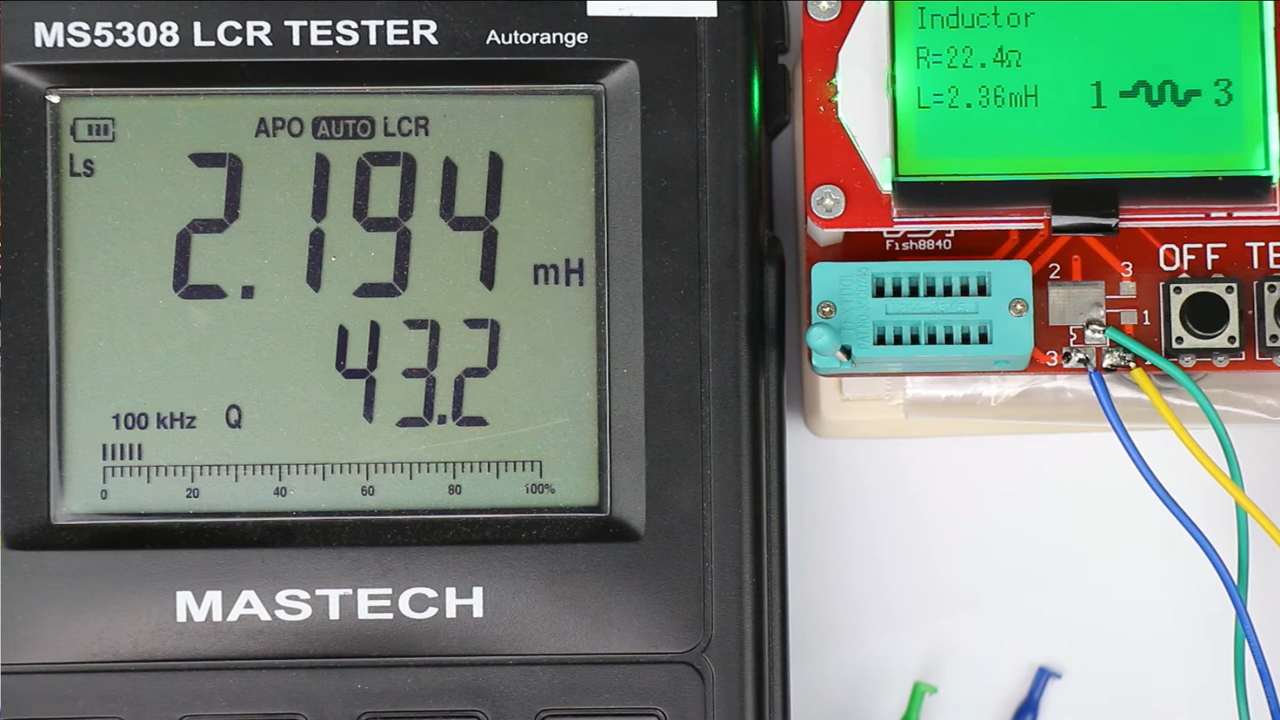 MS5308 LCR TESTER
Autorange
APO AUTO LCR
Ls
2.194 mH
43.2
100 kHz Q
0 20 40 60 80 100%
MASTECH
Inductor
R=22.4Ω
L=2.36mH
1 3
Fish8840
2 3
OFF TE
1
3